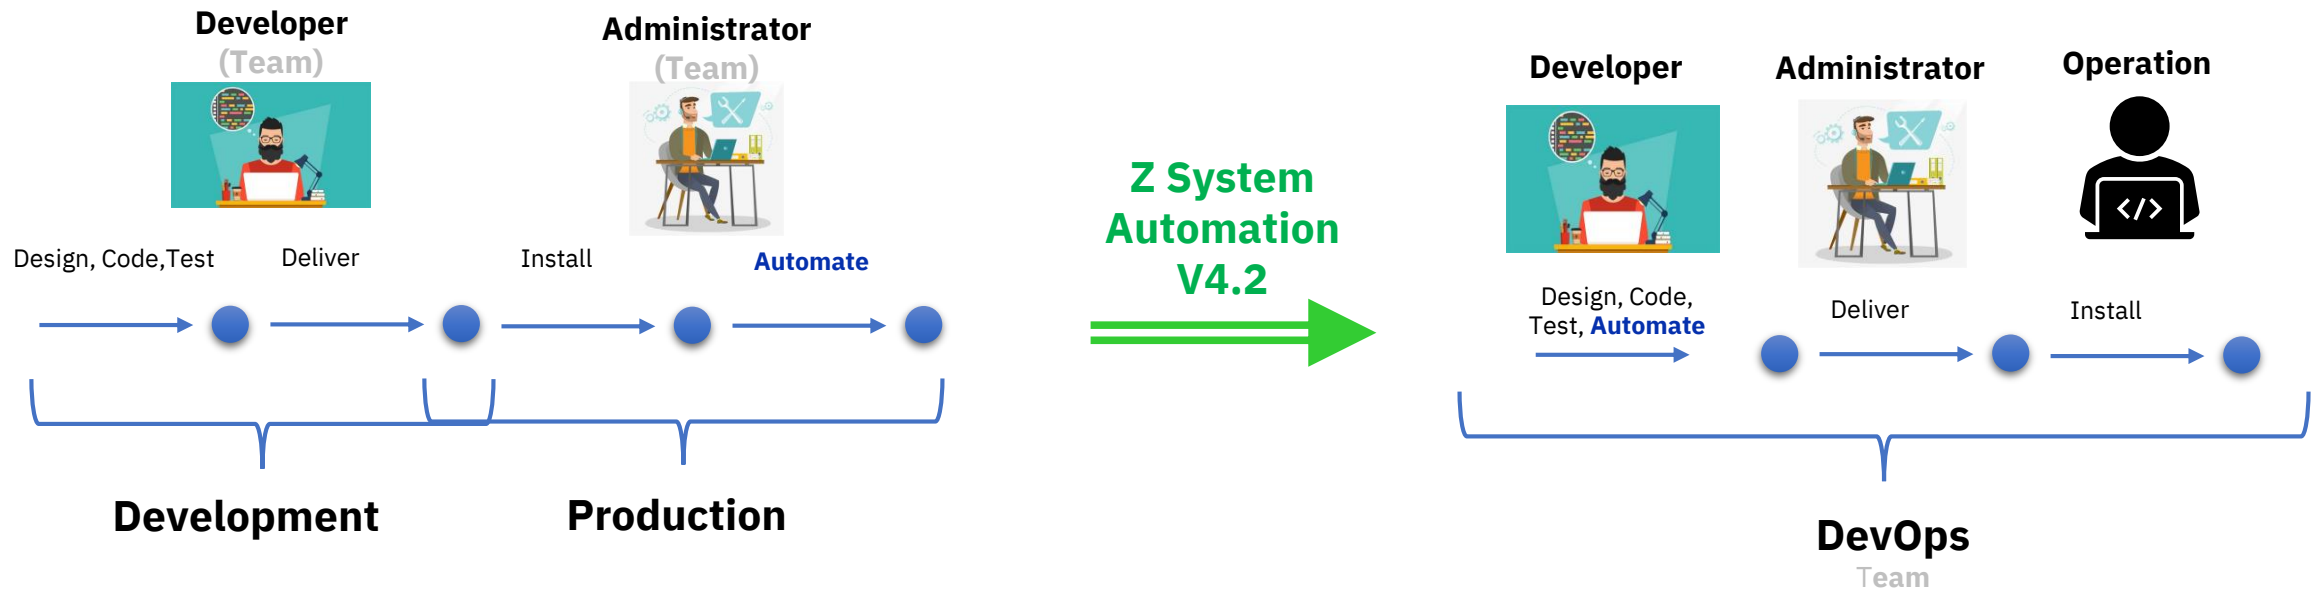 Developer
(Team)
Administrator
(Team)
Design, Code,Test
Deliver
Install
Automate
Development
Production
Z System
Automation
V4.2
Developer
Administrator
Operation
</>
Design, Code,
Test, Automate
Deliver
Install
DevOps
Team